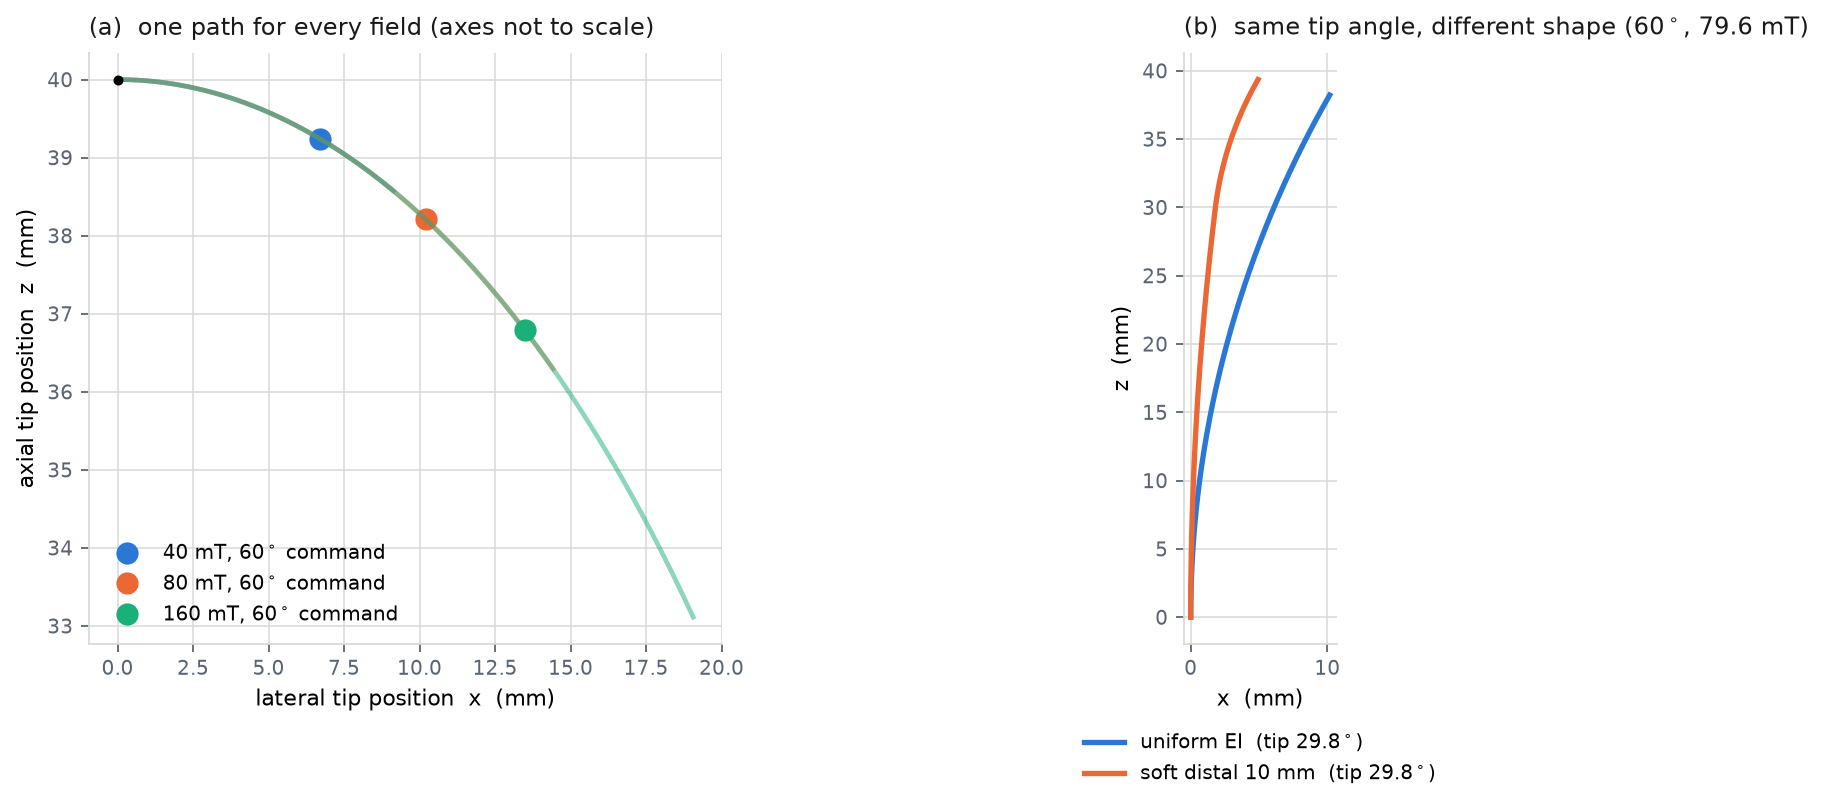 (a)  one path for every field (axes not to scale)
axial tip position  z  (mm)
40
39
38
37
36
35
34
33
40 mT, 60° command
80 mT, 60° command
160 mT, 60° command
0.0 2.5 5.0 7.5 10.0 12.5 15.0 17.5 20.0
lateral tip position  x  (mm)
(b)  same tip angle, different shape (60°, 79.6 mT)
z  (mm)
40
35
30
25
20
15
10
5
0
0 10
x  (mm)
uniform EI  (tip 29.8°)
soft distal 10 mm  (tip 29.8°)